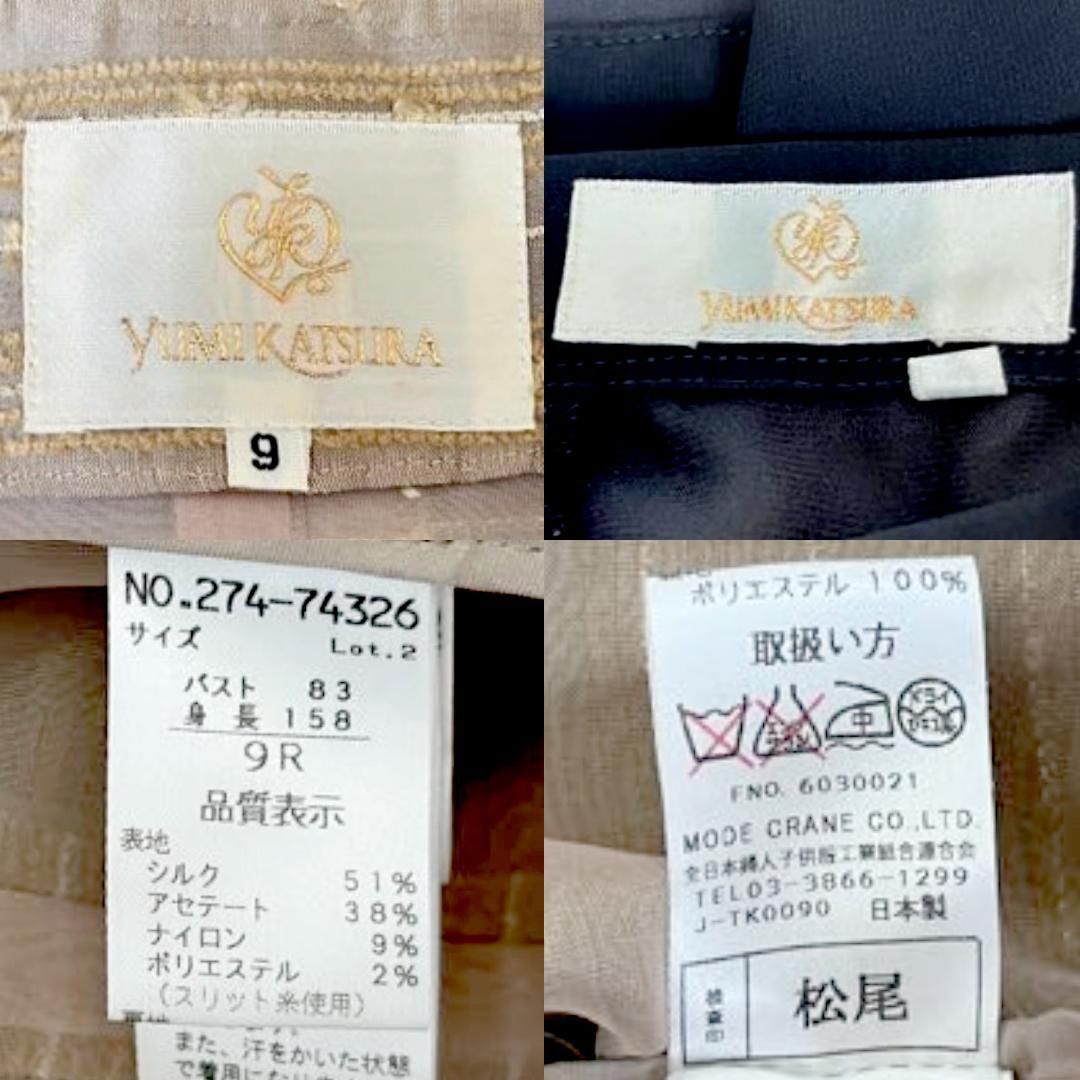 YUMI KATSURA
9
YUMI KATSURA
NO.274-74326
サイズ
Lot.2
バスト 83
身長 158
9R
品質表示
表地
シルク 51%
アセテート 38%
ナイロン 9%
ポリエステル 2%
(スリット糸使用)
また、汗をかいた状態
ポリエステル 100%
取扱い方
中
ドライ
FNO. 6030021
MODE CRANE CO.,LTD.
全日本婦人子供服工業組合連合会
TEL03-3866-1299
J-TK0090 日本製
検査印
松尾